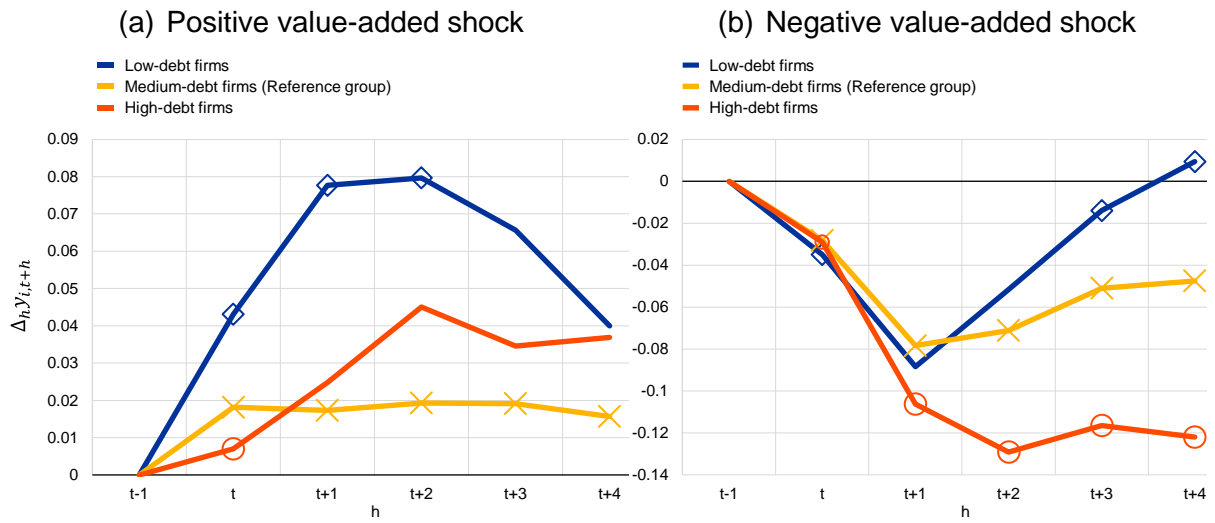 (a) Positive value-added shock
Low-debt firms
Medium-debt firms (Reference group)
High-debt firms
0.09
0.08
0.07
0.06
0.05
0.04
0.03
0.02
0.01
0
Δₕyᵢ,ₜ₊ₕ
t-1
t
t+1
t+2
t+3
t+4
h
(b) Negative value-added shock
Low-debt firms
Medium-debt firms (Reference group)
High-debt firms
0.02
0
-0.02
-0.04
-0.06
-0.08
-0.1
-0.12
-0.14
t-1
t
t+1
t+2
t+3
t+4
h